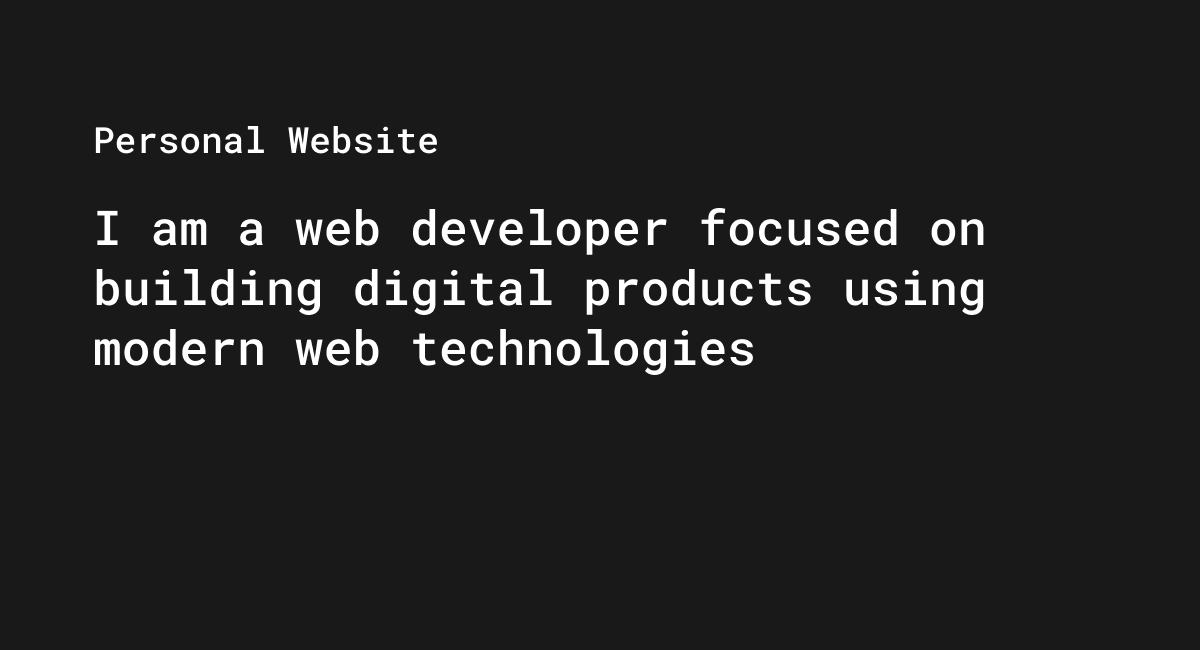 Personal Website
I am a web developer focused on
building digital products using
modern web technologies